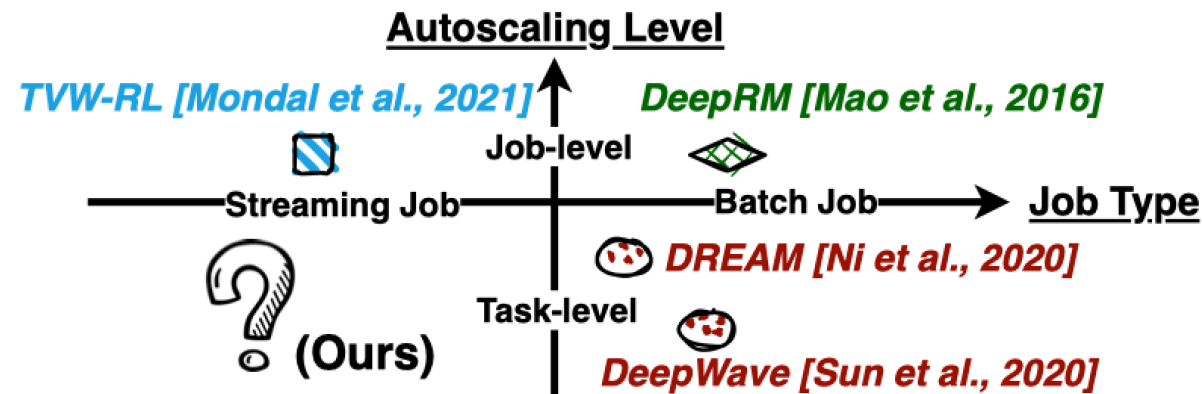 Autoscaling Level
TVW-RL [Mondal et al., 2021]
DeepRM [Mao et al., 2016]
Job-level
Streaming Job
Batch Job
Job Type
DREAM [Ni et al., 2020]
Task-level
?
(Ours)
DeepWave [Sun et al., 2020]